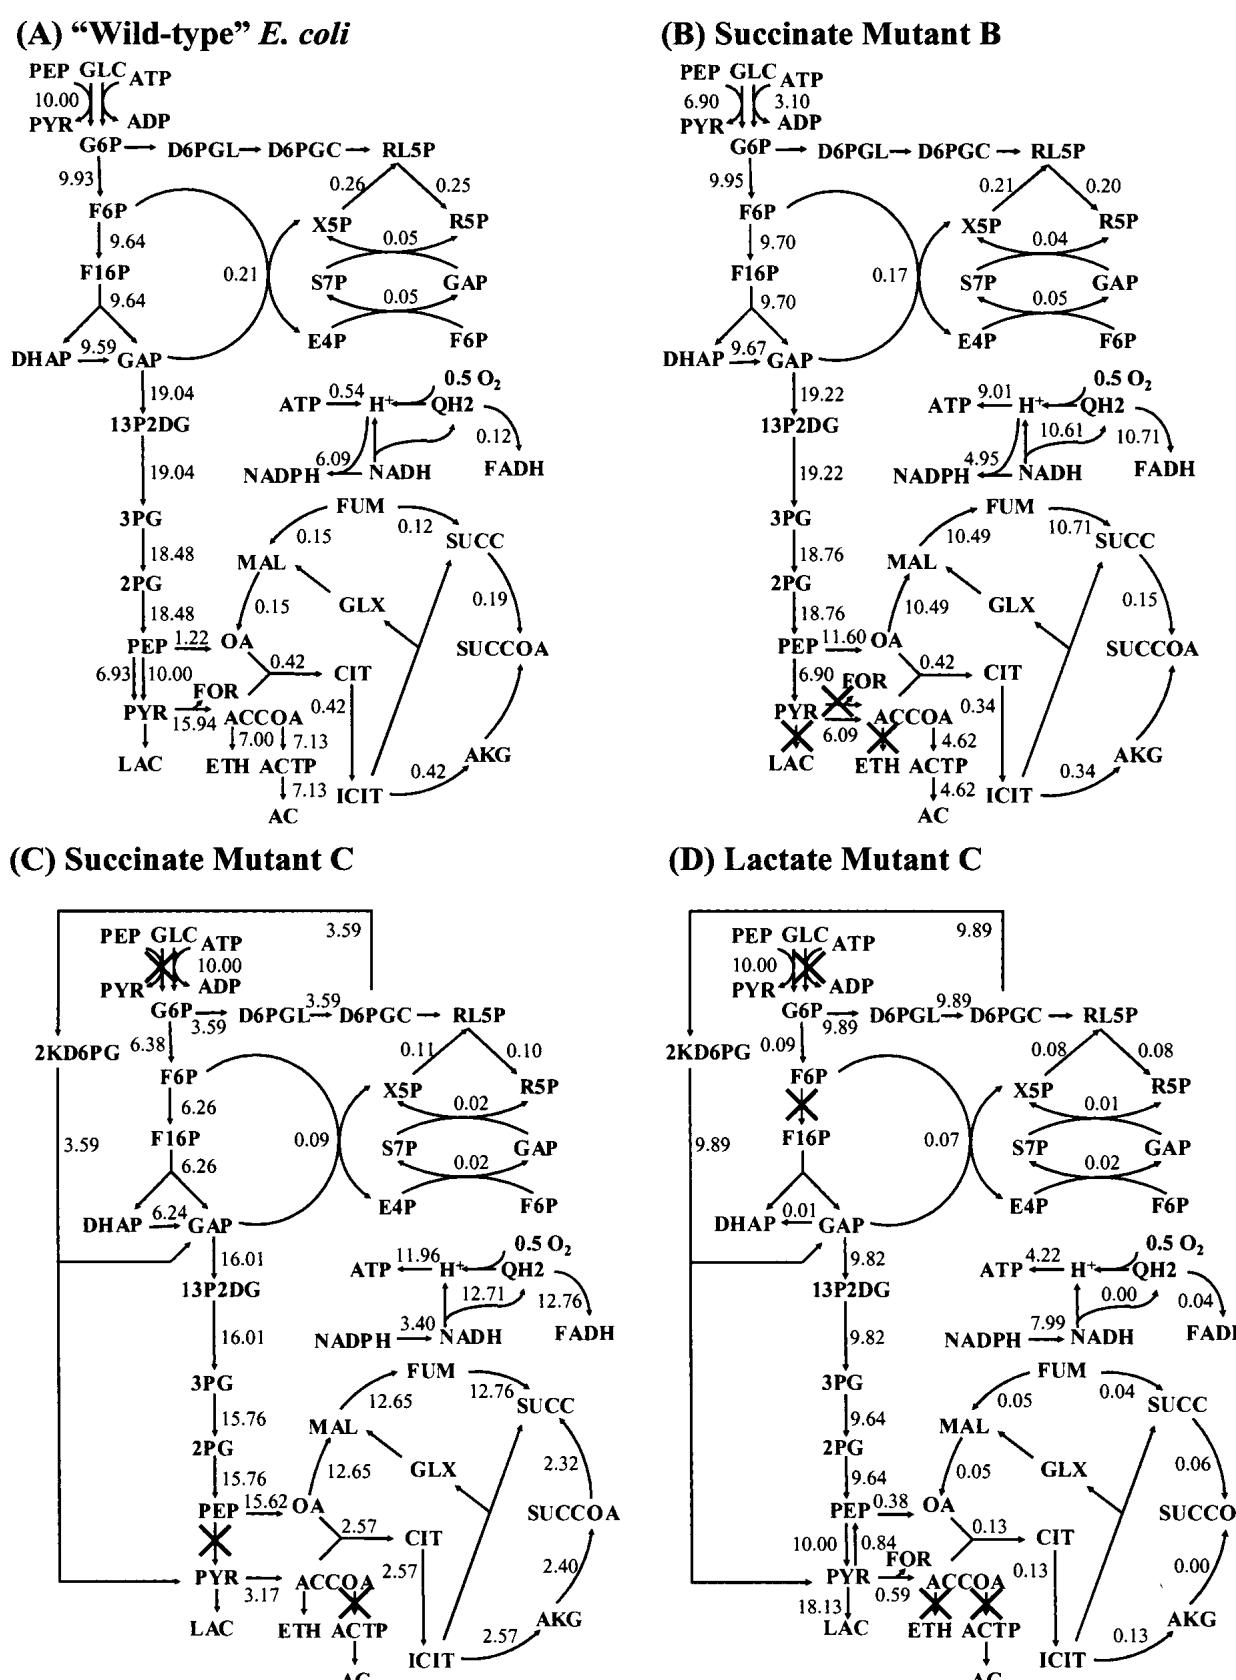 (A) “Wild-type” E. coli
PEP GLC ATP
10.00
PYR ADP
G6P D6PGL D6PGC RL5P
9.93 0.26 0.25
F6P X5P R5P
9.64 0.05
F16P 0.21 S7P GAP
9.64 0.05
E4P F6P
DHAP 9.59 GAP
19.04 0.5 O2
ATP 0.54 H+ QH2
13P2DG 0.12
6.09
19.04 NADPH NADH FADH
FUM
3PG 0.15 0.12
SUCC
18.48 MAL
2PG GLX 0.19
18.48 0.15
PEP 1.22 OA SUCCOA
6.93 10.00 0.42
FOR CIT
PYR 15.94 ACCOA 0.42
7.00 7.13 AKG
LAC ETH ACTP 0.42
7.13 ICIT
AC
(B) Succinate Mutant B
PEP GLC ATP
6.90 3.10
PYR ADP
G6P D6PGL D6PGC RL5P
9.95 0.21 0.20
F6P X5P R5P
9.70 0.04
F16P 0.17 S7P GAP
9.70 0.05
E4P F6P
DHAP 9.67 GAP
19.22 0.5 O2
ATP 9.01 H+ QH2
13P2DG 10.61 10.71
4.95
19.22 NADPH NADH FADH
FUM
3PG 10.49 10.71
SUCC
18.76 MAL
2PG GLX 0.15
18.76 10.49
PEP 11.60 OA SUCCOA
6.90 0.42
FOR CIT
PYR ACCOA 0.34
6.09 4.62 AKG
LAC ETH ACTP 0.34
4.62 ICIT
AC
(C) Succinate Mutant C
3.59
PEP GLC ATP
10.00
PYR ADP
G6P 3.59 D6PGL 3.59 D6PGC RL5P
2KD6PG 6.38 0.11 0.10
F6P X5P R5P
6.26 0.02
3.59 F16P 0.09 S7P GAP
6.26 0.02
E4P F6P
DHAP 6.24 GAP
16.01 0.5 O2
ATP 11.96 H+ QH2
13P2DG 12.71 12.76
3.40
16.01 NADPH NADH FADH
FUM
3PG 12.65 12.76
SUCC
15.76 MAL
2PG GLX 2.32
15.76 12.65
PEP 15.62 OA SUCCOA
2.57 CIT
PYR 3.17 ACCOA 2.57 2.40
AKG
LAC ETH ACTP 2.57
ICIT
AC
(D) Lactate Mutant C
9.89
PEP GLC ATP
10.00
PYR ADP
G6P 9.89 D6PGL 9.89 D6PGC RL5P
2KD6PG 0.09 0.08 0.08
F6P X5P R5P
0.01
9.89 F16P 0.07 S7P GAP
0.02
E4P F6P
DHAP 0.01 GAP
9.82 0.5 O2
ATP 4.22 H+ QH2
13P2DG 0.00 0.04
7.99
9.82 NADPH NADH FADH
FUM
3PG 0.05 0.04
SUCC
9.64 MAL
2PG GLX 0.06
9.64 0.05
PEP 0.38 OA SUCCO
10.00 0.84 0.13 CIT
FOR
PYR 0.59 ACCOA 0.13 0.00
18.13 AKG
LAC ETH ACTP 0.13
ICIT